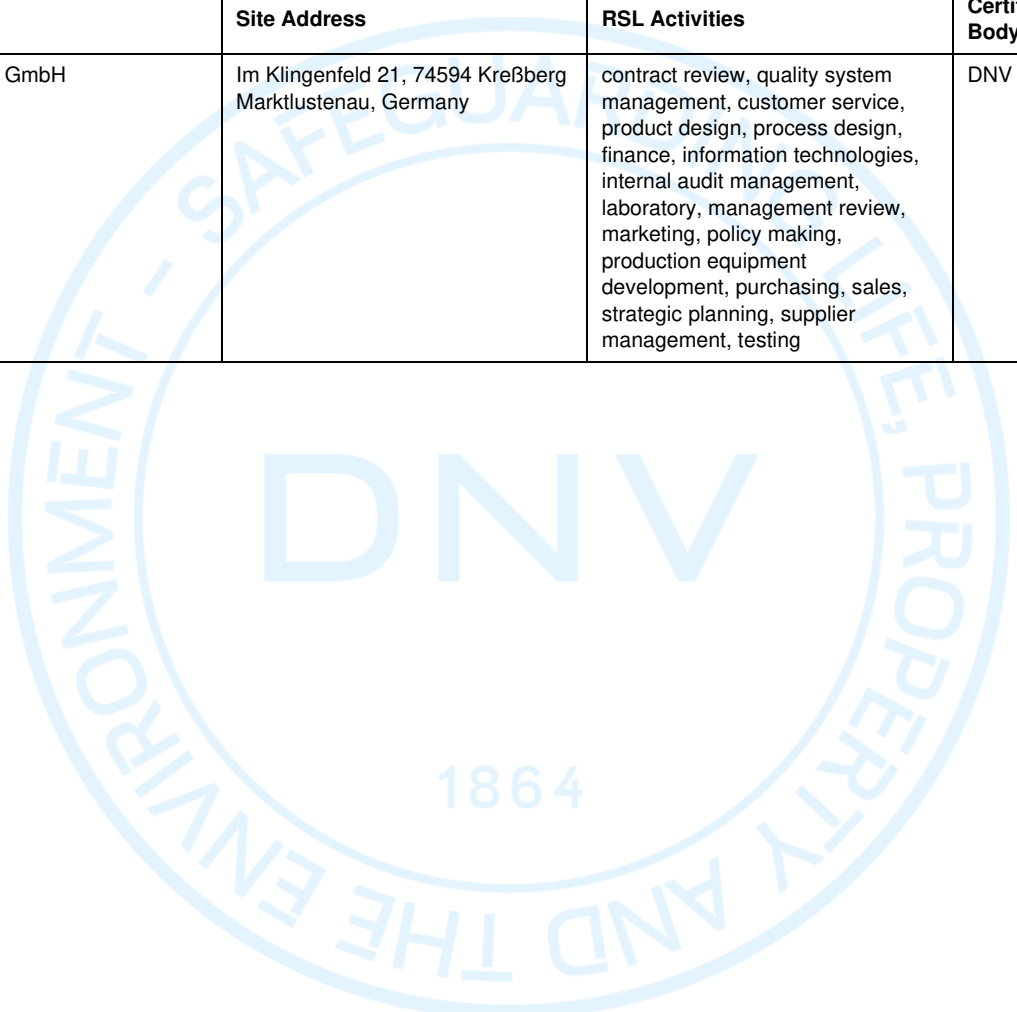 Site Address
RSL Activities
Body
GmbH
Im Klingenfeld 21, 74594 Kreßberg
Marktlustenau, Germany
contract review, quality system
management, customer service,
product design, process design,
finance, information technologies,
internal audit management,
laboratory, management review,
marketing, policy making,
production equipment
development, purchasing, sales,
strategic planning, supplier
management, testing
DNV
SAFEGUARDING LIFE, PROPERTY AND THE ENVIRONMENT -
DNV
1864